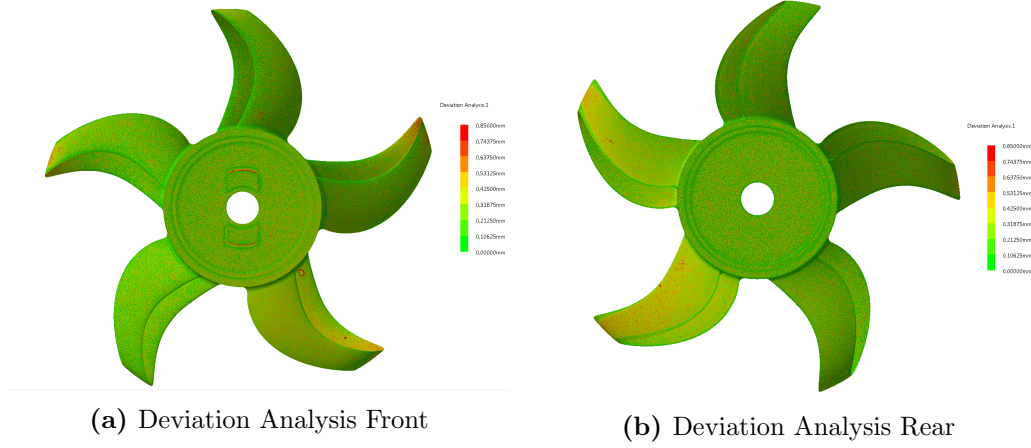 Deviation Analysis.1
0.85000mm
0.74375mm
0.63750mm
0.53125mm
0.42500mm
0.31875mm
0.21250mm
0.10625mm
0.00000mm
Deviation Analysis.1
0.85000mm
0.74375mm
0.63750mm
0.53125mm
0.42500mm
0.31875mm
0.21250mm
0.10625mm
0.00000mm
(a) Deviation Analysis Front
(b) Deviation Analysis Rear